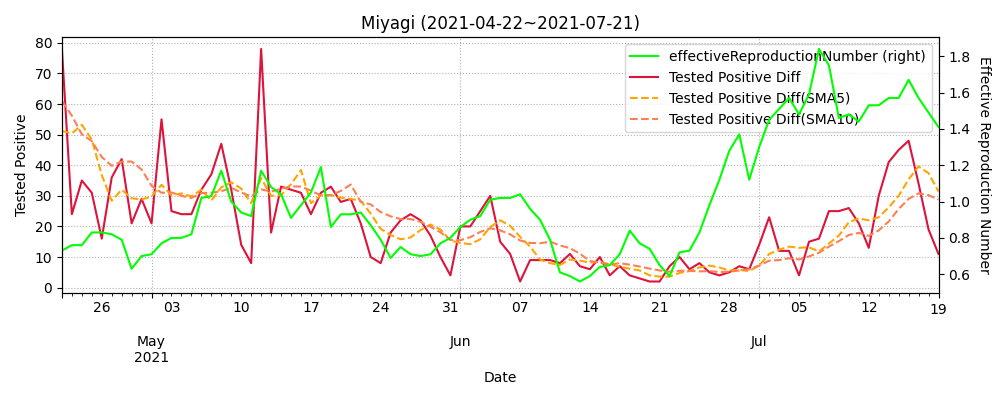 Miyagi (2021-04-22~2021-07-21)
effectiveReproductionNumber (right)
Tested Positive Diff
Tested Positive Diff(SMA5)
Tested Positive Diff(SMA10)
Tested Positive
80
70
60
50
40
30
20
10
0
1.8
1.6
1.4
1.2
1.0
0.8
0.6
Effective Reproduction Number
26 03 10 17 24 07 14 21 28 05 12 19
May Jun Jul
2021
Date